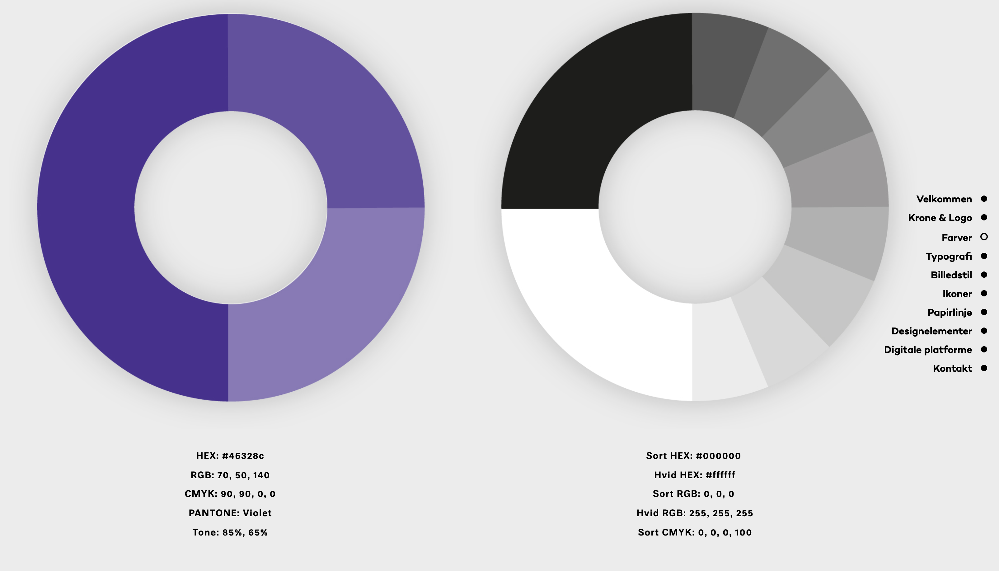 Velkommen
Krone & Logo
Farver
Typografi
Billedstil
Ikoner
Papirlinje
Designelementer
Digitale platforme
Kontakt
HEX: #46328c
RGB: 70, 50, 140
CMYK: 90, 90, 0, 0
PANTONE: Violet
Tone: 85%, 65%
Sort HEX: #000000
Hvid HEX: #ffffff
Sort RGB: 0, 0, 0
Hvid RGB: 255, 255, 255
Sort CMYK: 0, 0, 0, 100